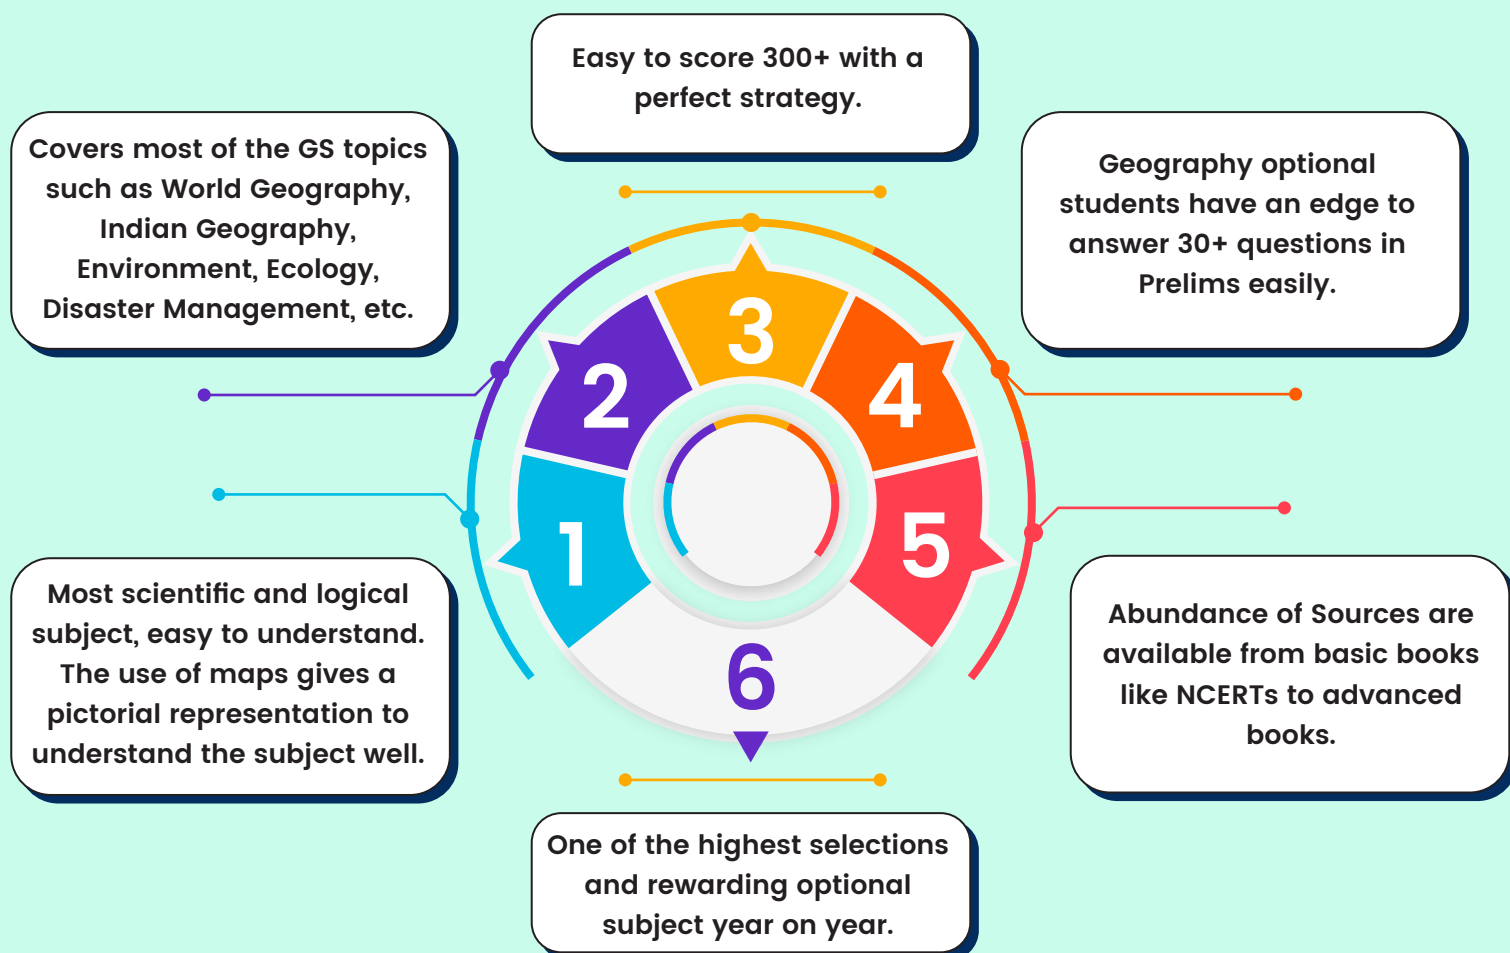 Easy to score 300+ with a
perfect strategy.
Covers most of the GS topics
such as World Geography,
Indian Geography,
Environment, Ecology,
Disaster Management, etc.
Geography optional
students have an edge to
answer 30+ questions in
Prelims easily.
3
2
4
1
5
6
Most scientific and logical
subject, easy to understand.
The use of maps gives a
pictorial representation to
understand the subject well.
Abundance of Sources are
available from basic books
like NCERTs to advanced
books.
One of the highest selections
and rewarding optional
subject year on year.